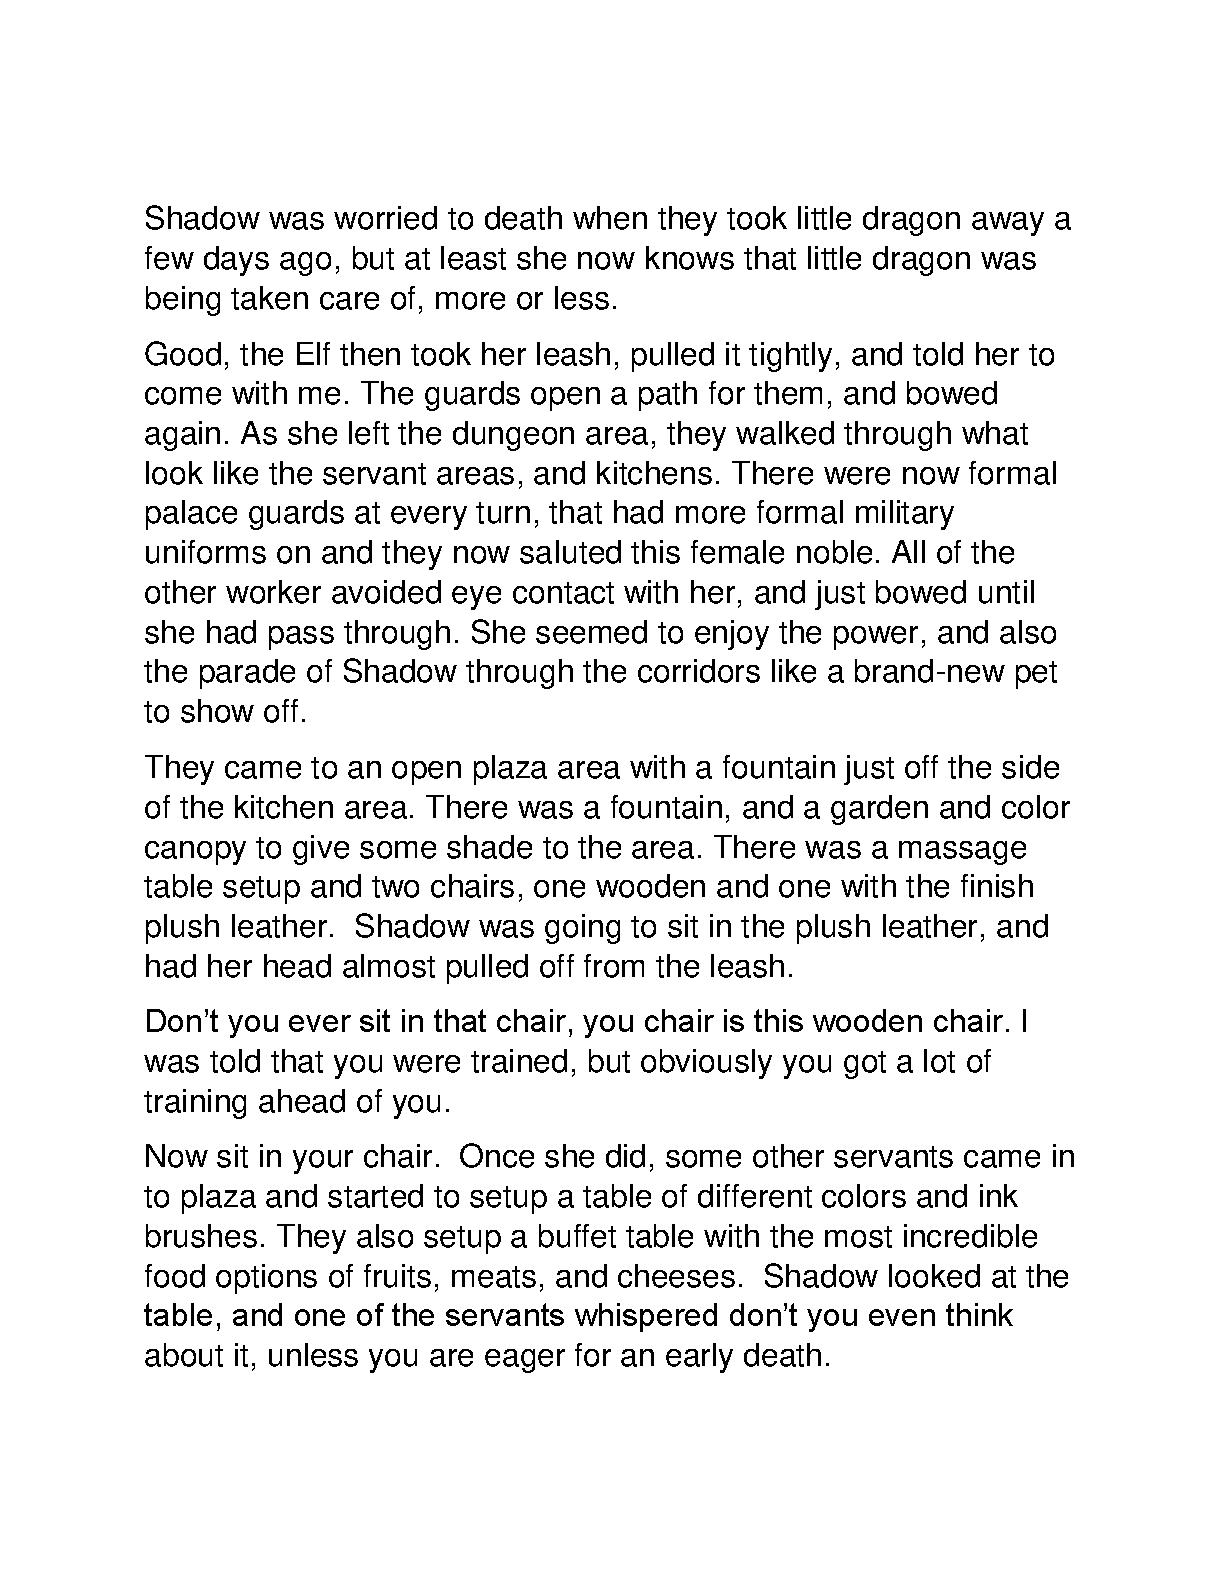 Shadow was worried to death when they took little dragon away a
few days ago, but at least she now knows that little dragon was
being taken care of, more or less.
Good, the Elf then took her leash, pulled it tightly, and told her to
come with me. The guards open a path for them, and bowed
again. As she left the dungeon area, they walked through what
look like the servant areas, and kitchens. There were now formal
palace guards at every turn, that had more formal military
uniforms on and they now saluted this female noble. All of the
other worker avoided eye contact with her, and just bowed until
she had pass through. She seemed to enjoy the power, and also
the parade of Shadow through the corridors like a brand-new pet
to show off.
They came to an open plaza area with a fountain just off the side
of the kitchen area. There was a fountain, and a garden and color
canopy to give some shade to the area. There was a massage
table setup and two chairs, one wooden and one with the finish
plush leather.  Shadow was going to sit in the plush leather, and
had her head almost pulled off from the leash.
Don’t you ever sit in that chair, you chair is this wooden chair. I
was told that you were trained, but obviously you got a lot of
training ahead of you.
Now sit in your chair.  Once she did, some other servants came in
to plaza and started to setup a table of different colors and ink
brushes. They also setup a buffet table with the most incredible
food options of fruits, meats, and cheeses.  Shadow looked at the
table, and one of the servants whispered don’t you even think
about it, unless you are eager for an early death.